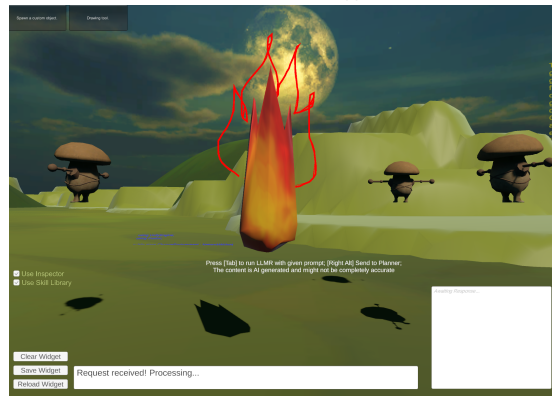 Spawn a custom object
Drawing tool
Press [Tab] to run LLMR with given prompt; [Right Alt] Send to Planner;
The content is AI generated and might not be completely accurate
Use Inspector
Use Skill Library
Awaiting Response...
Clear Widget
Save Widget
Reload Widget
Request received! Processing...